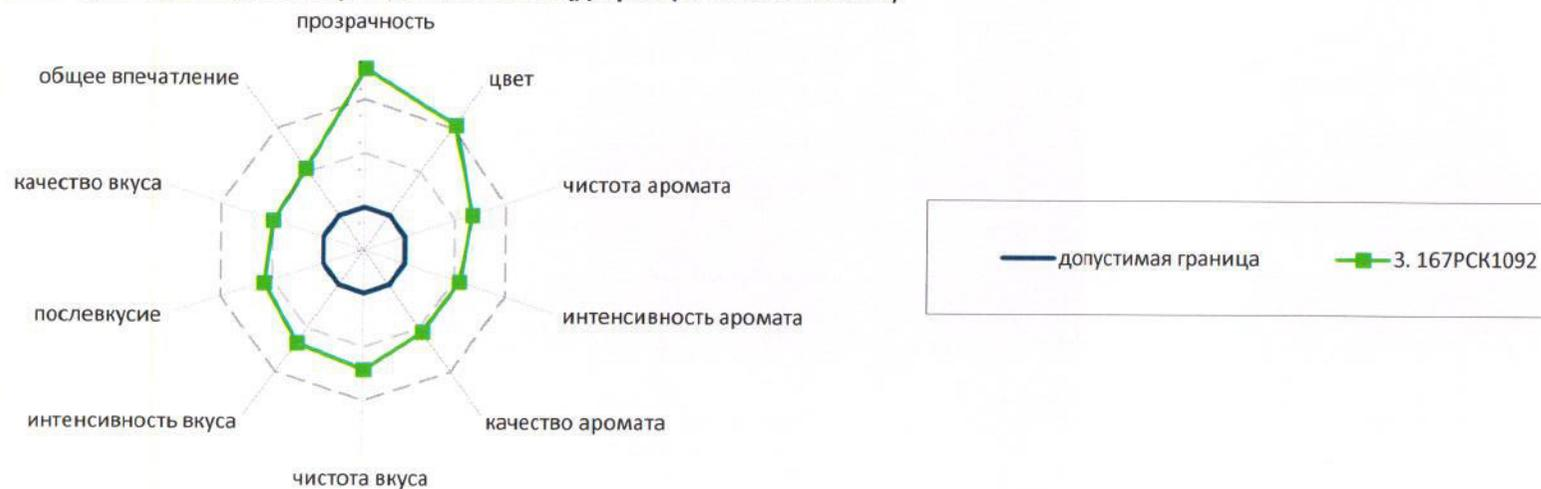 прозрачность
общее впечатление
цвет
качество вкуса
чистота аромата
послевкусие
интенсивность аромата
интенсивность вкуса
качество аромата
чистота вкуса
допустимая граница
3. 167РСК1092